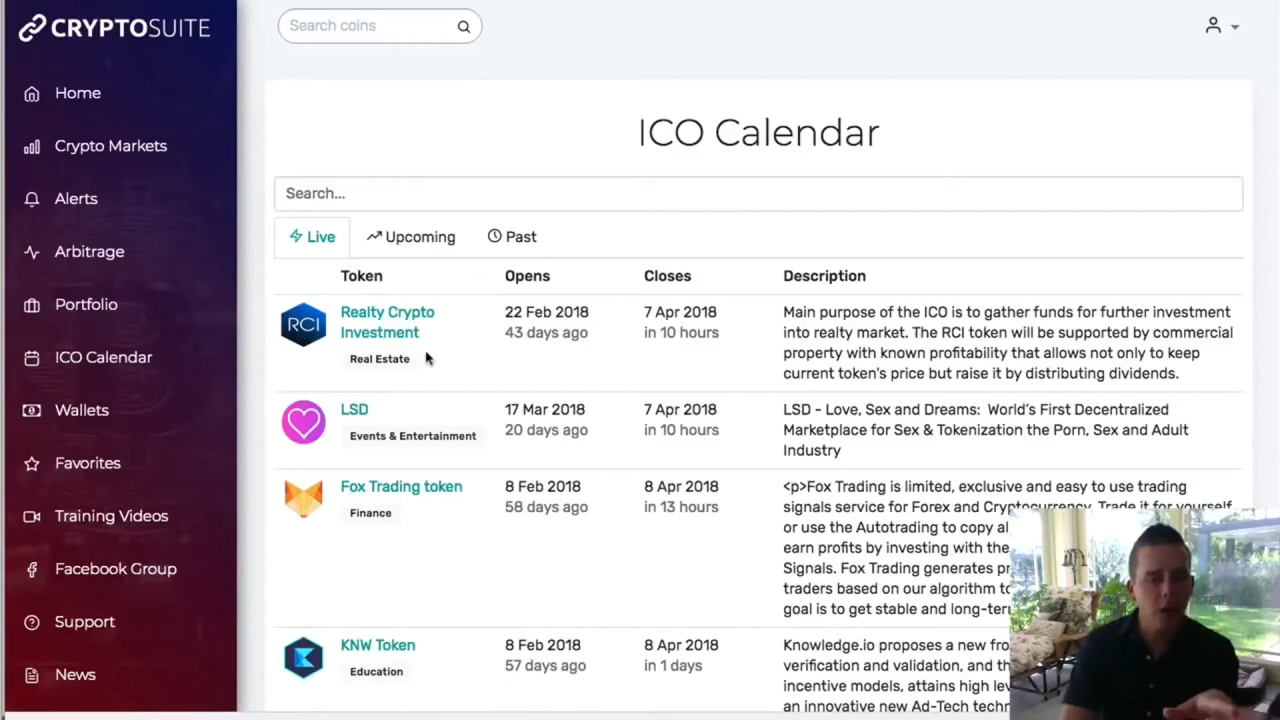 CRYPTOSUITE
Search coins
Home
Crypto Markets
Alerts
Arbitrage
Portfolio
ICO Calendar
Wallets
Favorites
Training Videos
Facebook Group
Support
News
ICO Calendar
Search...
Live
Upcoming
Past
Token Opens Closes Description
RCI
Realty Crypto
Investment
Real Estate
22 Feb 2018
43 days ago
7 Apr 2018
in 10 hours
Main purpose of the ICO is to gather funds for further investment
into realty market. The RCI token will be supported by commercial
property with known profitability that allows not only to keep
current token's price but raise it by distributing dividends.
LSD
Events & Entertainment
17 Mar 2018
20 days ago
7 Apr 2018
in 10 hours
LSD - Love, Sex and Dreams: World's First Decentralized
Marketplace for Sex & Tokenization the Porn, Sex and Adult
Industry
Fox Trading token
Finance
8 Feb 2018
58 days ago
8 Apr 2018
in 13 hours
<p>Fox Trading is limited, exclusive and easy to use trading
signals service for Forex and Cryptocurrency. Trade it for yourself
or use the Autotrading to copy
earn profits by investing with the
Signals. Fox Trading generates
traders based on our algorithm
goal is to get stable and
KNW Token
Education
8 Feb 2018
57 days ago
8 Apr 2018
in 1 days
Knowledge.io proposes a new
verification and validation, and
incentive models, attains high
an innovative new Ad-Tech